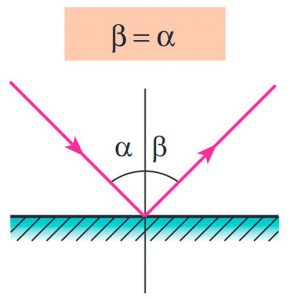 β = α
α β